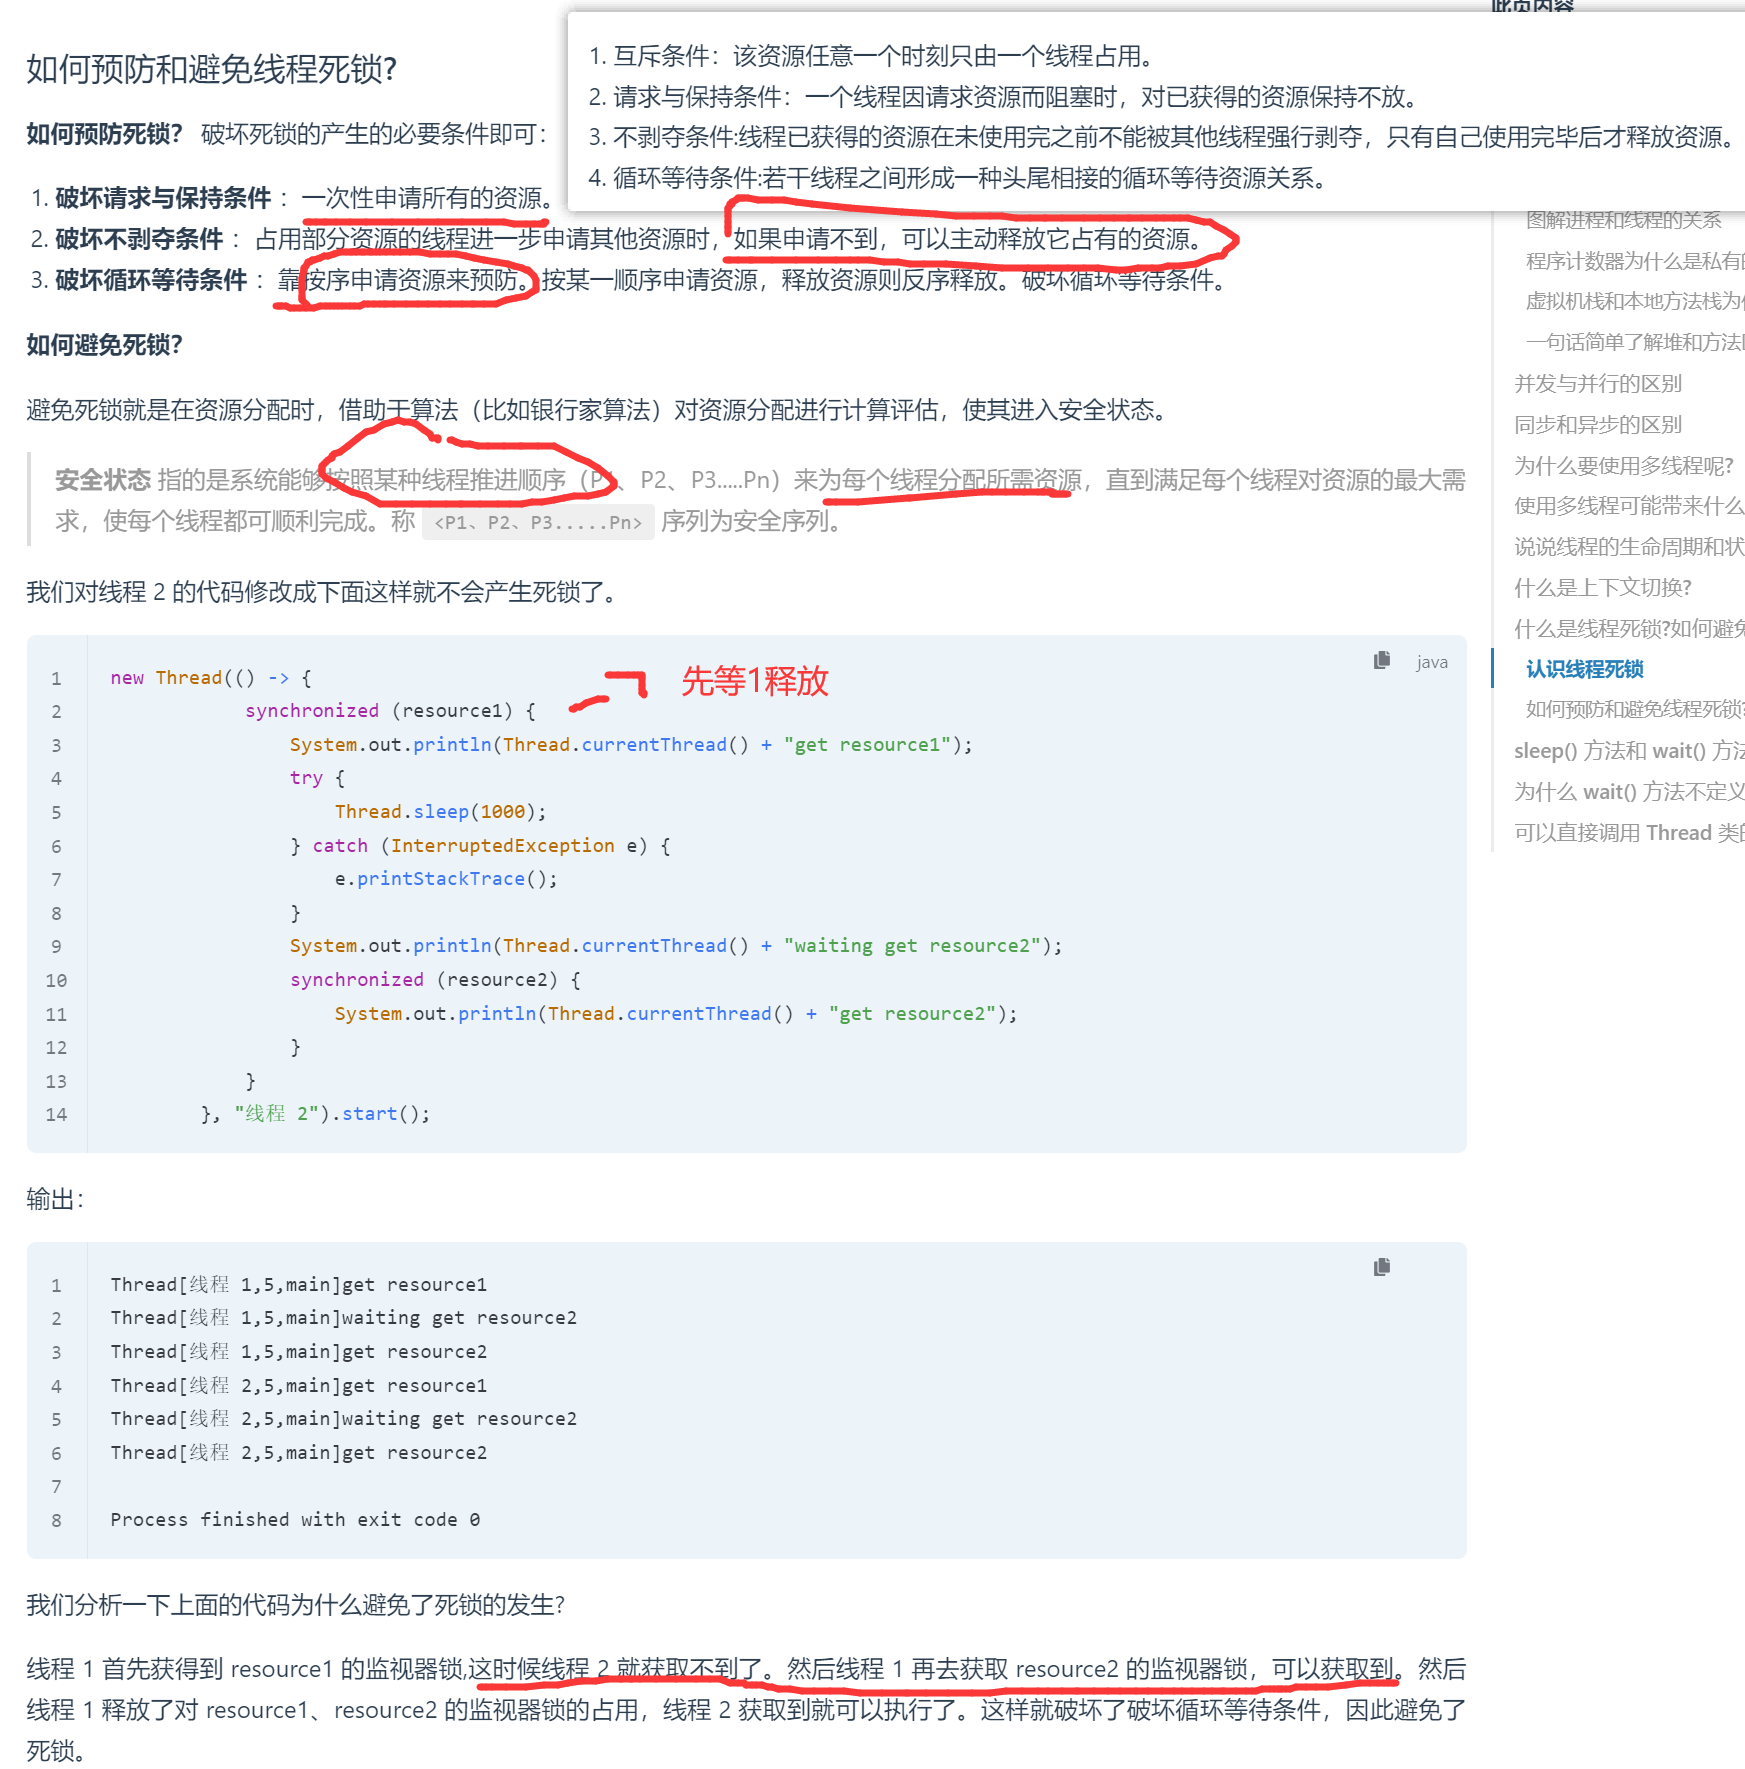 如何预防和避免线程死锁?
如何预防死锁？ 破坏死锁的产生的必要条件即可：
1. 互斥条件：该资源任意一个时刻只由一个线程占用。
2. 请求与保持条件：一个线程因请求资源而阻塞时，对已获得的资源保持不放。
3. 不剥夺条件:线程已获得的资源在未使用完之前不能被其他线程强行剥夺，只有自己使用完毕后才释放资源。
4. 循环等待条件:若干线程之间形成一种头尾相接的循环等待资源关系。
1. 破坏请求与保持条件 ：一次性申请所有的资源。
2. 破坏不剥夺条件 ：占用部分资源的线程进一步申请其他资源时，如果申请不到，可以主动释放它占有的资源。
3. 破坏循环等待条件 ：靠按序申请资源来预防。按某一顺序申请资源，释放资源则反序释放。破坏循环等待条件。
如何避免死锁？
避免死锁就是在资源分配时，借助于算法（比如银行家算法）对资源分配进行计算评估，使其进入安全状态。
安全状态 指的是系统能够按照某种线程推进顺序（P1、P2、P3.....Pn）来为每个线程分配所需资源，直到满足每个线程对资源的最大需
求，使每个线程都可顺利完成。称 <P1、P2、P3.....Pn> 序列为安全序列。
我们对线程 2 的代码修改成下面这样就不会产生死锁了。
java
1 new Thread(() -> {
先等1释放
2 synchronized (resource1) {
3 System.out.println(Thread.currentThread() + "get resource1");
4 try {
5 Thread.sleep(1000);
6 } catch (InterruptedException e) {
7 e.printStackTrace();
8 }
9 System.out.println(Thread.currentThread() + "waiting get resource2");
10 synchronized (resource2) {
11 System.out.println(Thread.currentThread() + "get resource2");
12 }
13 }
14 }, "线程 2").start();
输出：
1 Thread[线程 1,5,main]get resource1
2 Thread[线程 1,5,main]waiting get resource2
3 Thread[线程 1,5,main]get resource2
4 Thread[线程 2,5,main]get resource1
5 Thread[线程 2,5,main]waiting get resource2
6 Thread[线程 2,5,main]get resource2
7
8 Process finished with exit code 0
我们分析一下上面的代码为什么避免了死锁的发生?
线程 1 首先获得到 resource1 的监视器锁,这时候线程 2 就获取不到了。然后线程 1 再去获取 resource2 的监视器锁，可以获取到。然后
线程 1 释放了对 resource1、resource2 的监视器锁的占用，线程 2 获取到就可以执行了。这样就破坏了破坏循环等待条件，因此避免了
死锁。
此页内容
图解进程和线程的关系
程序计数器为什么是私有的
虚拟机栈和本地方法栈为什
一句话简单了解堆和方法区
并发与并行的区别
同步和异步的区别
为什么要使用多线程呢?
使用多线程可能带来什么
说说线程的生命周期和状
什么是上下文切换?
什么是线程死锁?如何避免
认识线程死锁
如何预防和避免线程死锁?
sleep() 方法和 wait() 方法
为什么 wait() 方法不定义
可以直接调用 Thread 类的